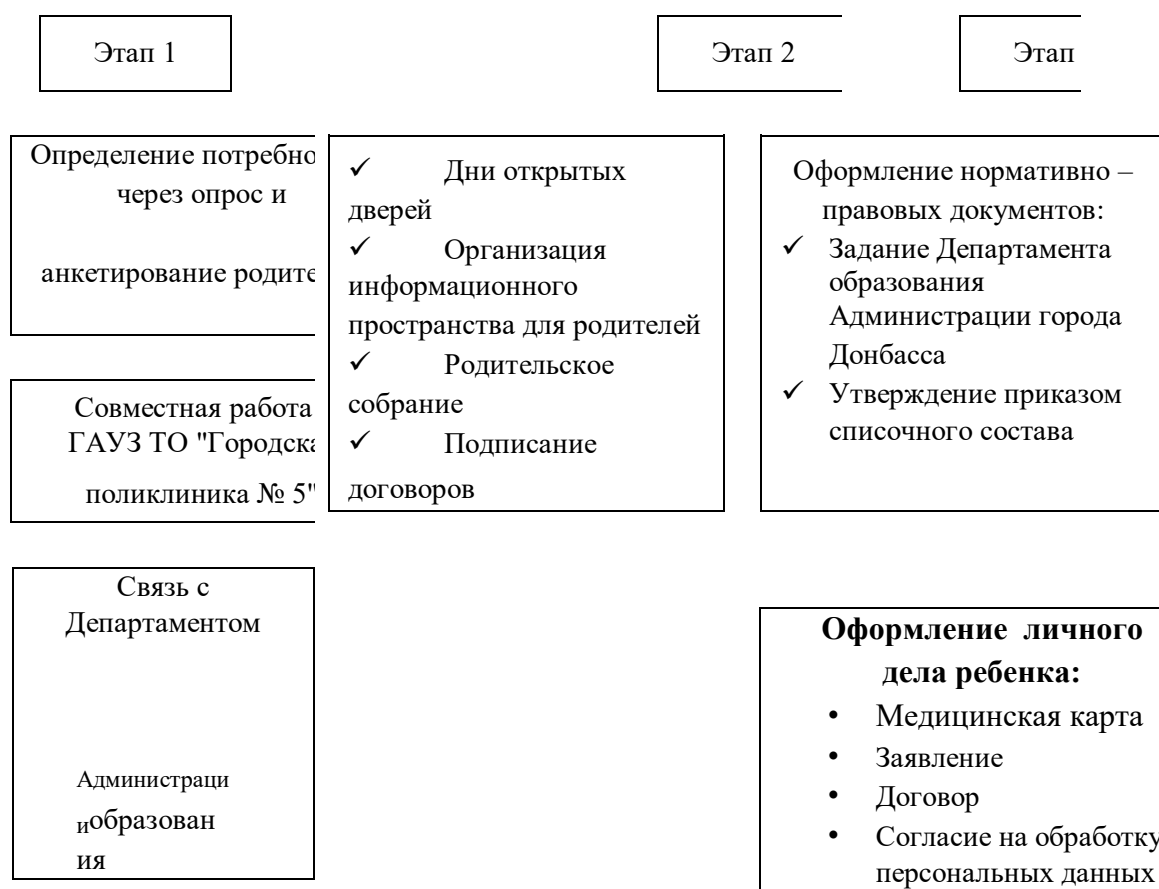 Этап 1
Этап 2
Этап
Определение потребно
через опрос и
анкетирование родите
Совместная работа
ГАУЗ ТО "Городска
поликлиника № 5"
Связь с
Департаментом
Администраци
иобразован
ия
✓ Дни открытых
дверей
✓ Организация
информационного
пространства для родителей
✓ Родительское
собрание
✓ Подписание
договоров
Оформление нормативно –
правовых документов:
✓ Задание Департамента
образования
Администрации города
Донбасса
✓ Утверждение приказом
списочного состава
Оформление личного
дела ребенка:
• Медицинская карта
• Заявление
• Договор
• Согласие на обработку
персональных данных